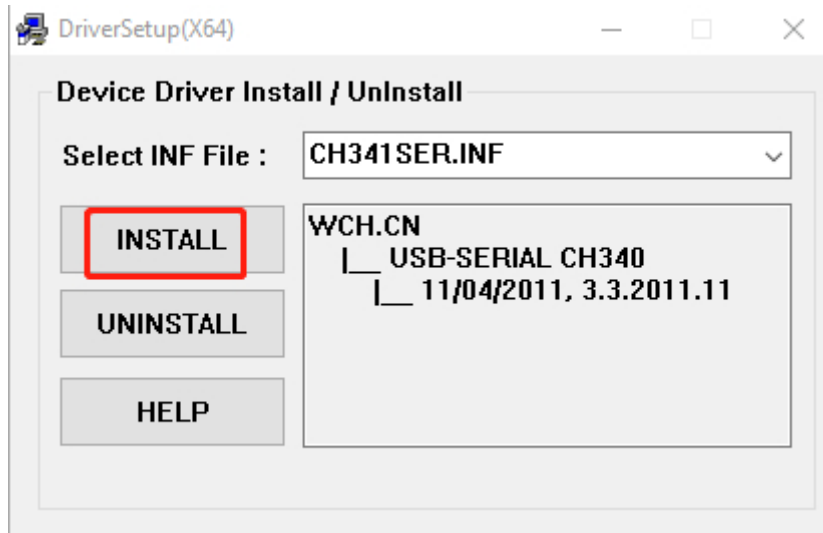 DriverSetup(X64)
Device Driver Install / UnInstall
Select INF File :
CH341SER.INF
INSTALL
UNINSTALL
HELP
WCH.CN
|__ USB-SERIAL CH340
|__ 11/04/2011, 3.3.2011.11